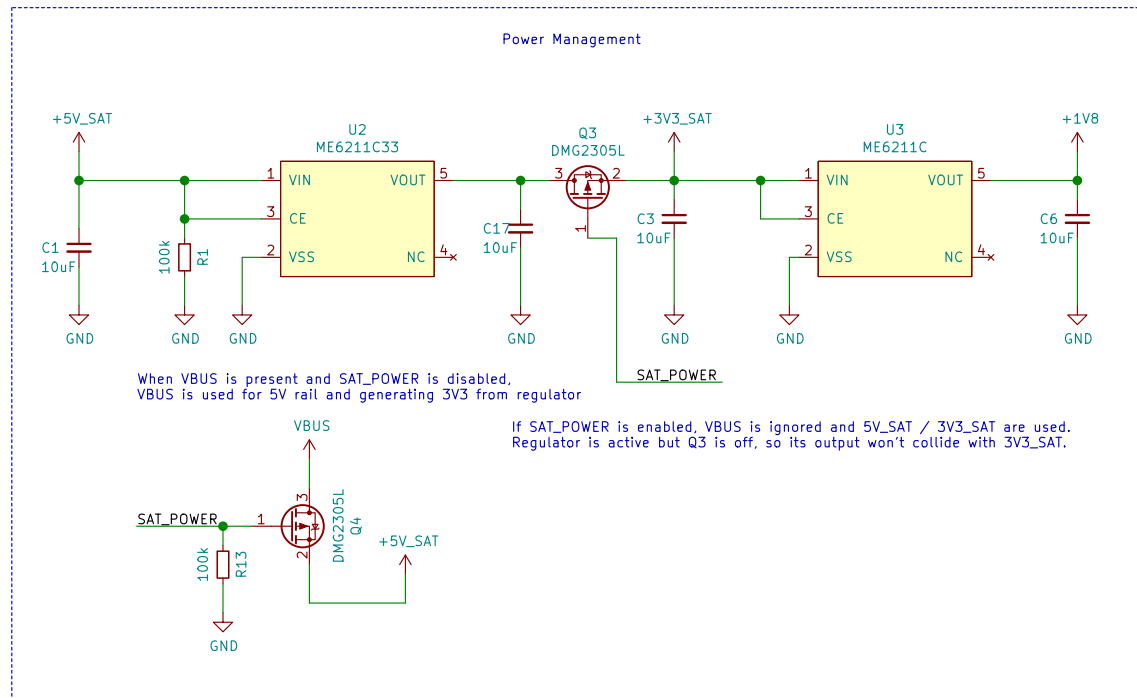 Power Management
+5V_SAT
U2
ME6211C33
Q3
DMG2305L
+3V3_SAT
U3
ME6211C
+1V8
1 VIN VOUT 5
3 CE
2 VSS NC 4
C1
10uF
100k
R1
C17
10uF
3 2
1
C3
10uF
1 VIN VOUT 5
3 CE
2 VSS NC 4
C6
10uF
GND GND GND GND GND GND GND
When VBUS is present and SAT_POWER is disabled,
VBUS is used for 5V rail and generating 3V3 from regulator
SAT_POWER
If SAT_POWER is enabled, VBUS is ignored and 5V_SAT / 3V3_SAT are used.
Regulator is active but Q3 is off, so its output won't collide with 3V3_SAT.
VBUS
3
SAT_POWER 1
2
DMG2305L
Q4
+5V_SAT
100k
R13
GND